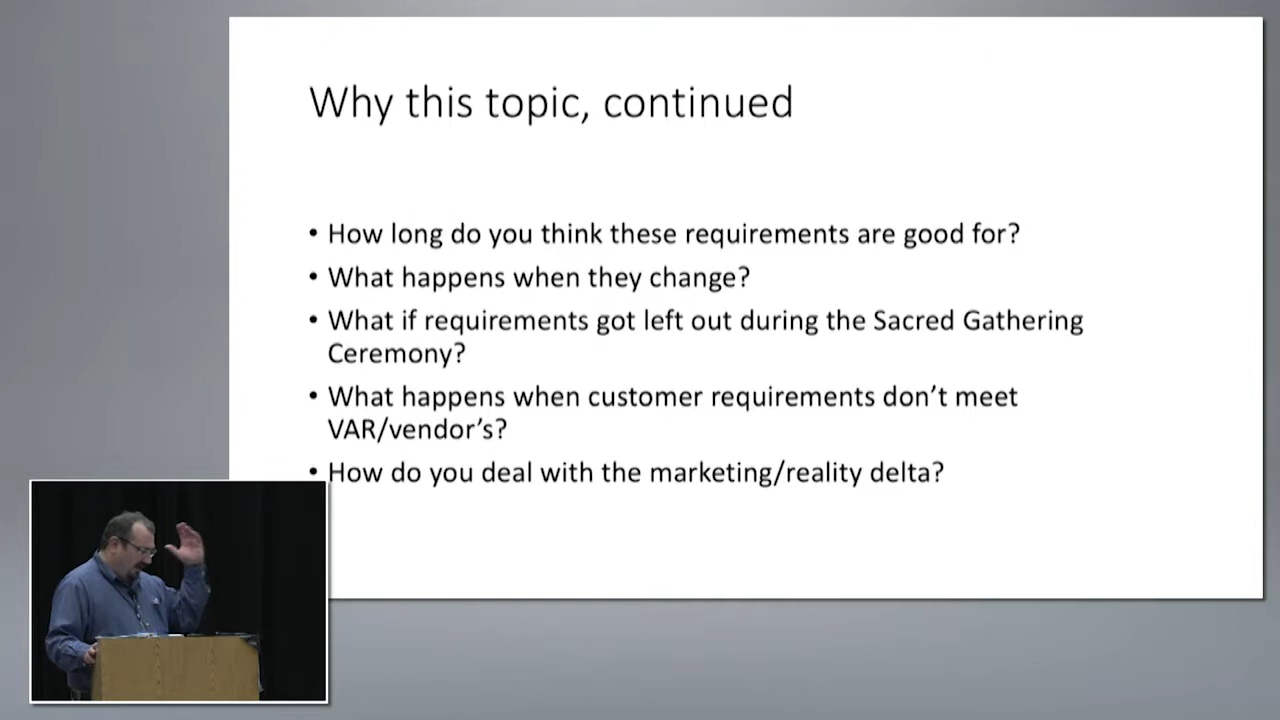 Why this topic, continued
• How long do you think these requirements are good for?
• What happens when they change?
• What if requirements got left out during the Sacred Gathering
Ceremony?
• What happens when customer requirements don’t meet
VAR/vendor’s?
• How do you deal with the marketing/reality delta?